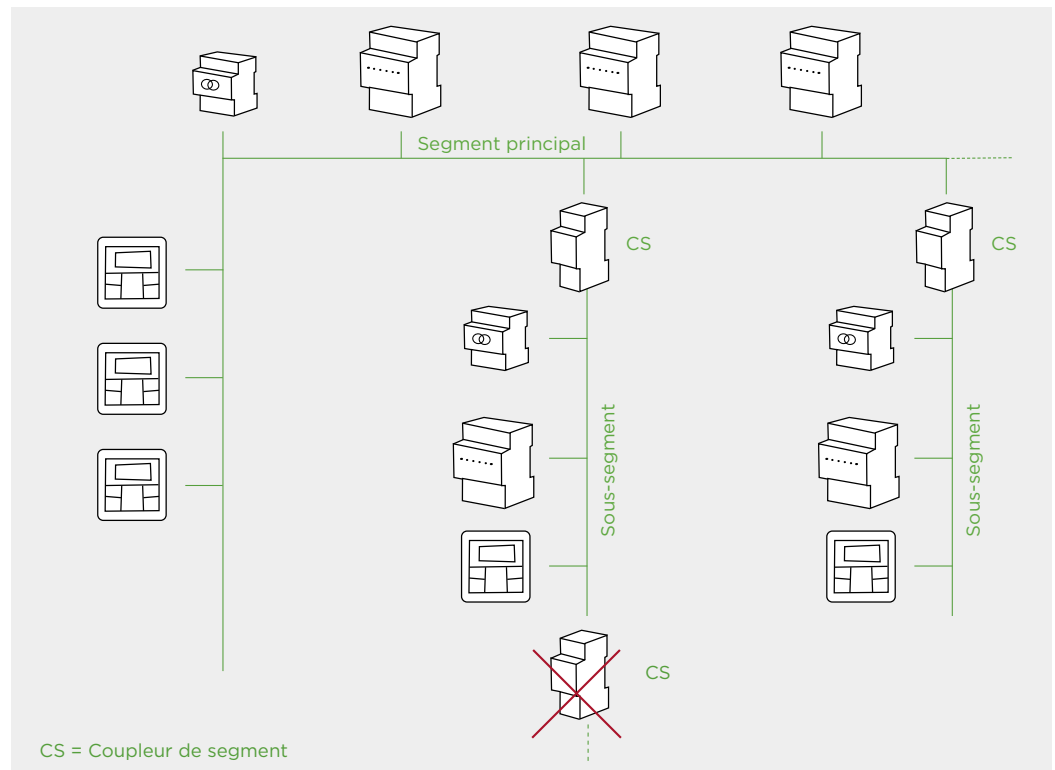 Segment principal
CS
CS
Sous-segment
Sous-segment
CS
CS = Coupleur de segment